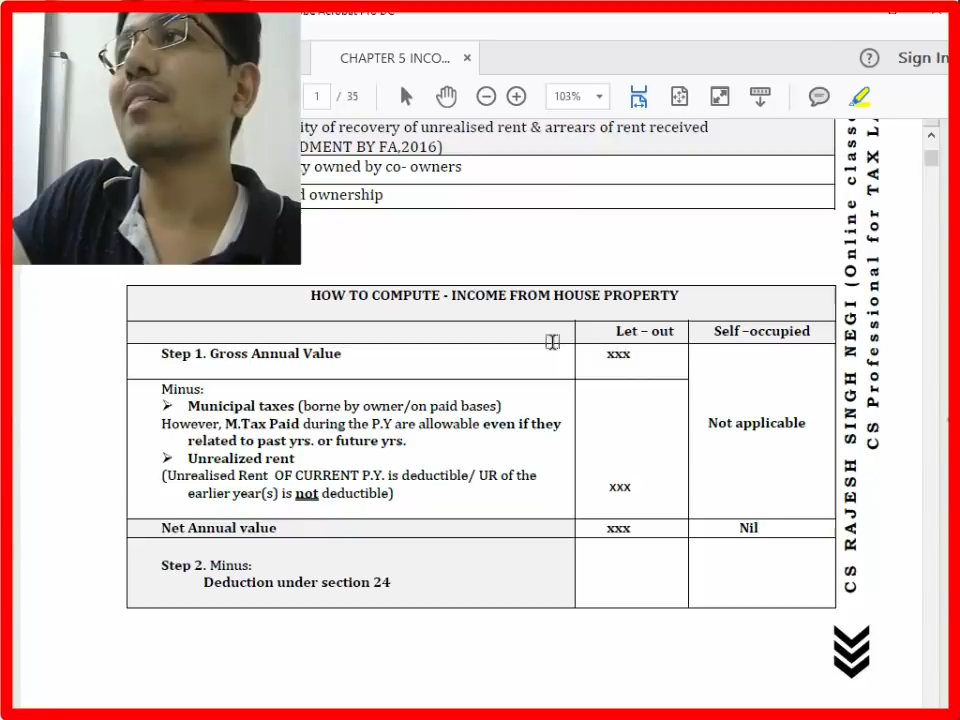 CHAPTER 5 INCO...
Sign In
1 / 35
103%
ity of recovery of unrealised rent & arrears of rent received
DMENT BY FA,2016)
y owned by co- owners
d ownership
HOW TO COMPUTE - INCOME FROM HOUSE PROPERTY
Let – out Self –occupied
Step 1. Gross Annual Value xxx
Minus:
➢ Municipal taxes (borne by owner/on paid bases)
However, M.Tax Paid during the P.Y are allowable even if they
related to past yrs. or future yrs.
Not applicable
➢ Unrealized rent
(Unrealised Rent OF CURRENT P.Y. is deductible/ UR of the
earlier year(s) is not deductible)
xxx
Net Annual value xxx Nil
Step 2. Minus:
Deduction under section 24
CS RAJESH SINGH NEGI (Online class
CS Professional for TAX LA